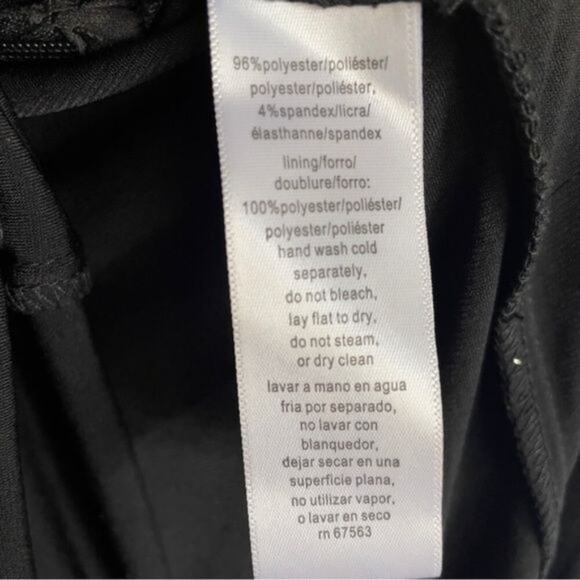 96%polyester/poliéster/
polyester/poliéster,
4%spandex/licra/
élasthanne/spandex
lining/forro/
doublure/forro:
100%polyester/poliéster/
polyester/poliéster
hand wash cold
separately,
do not bleach,
lay flat to dry,
do not steam,
or dry clean
lavar a mano en agua
fria por separado,
no lavar con
blanquedor,
dejar secar en una
superficie plana,
no utilizar vapor,
o lavar en seco
rn 67563